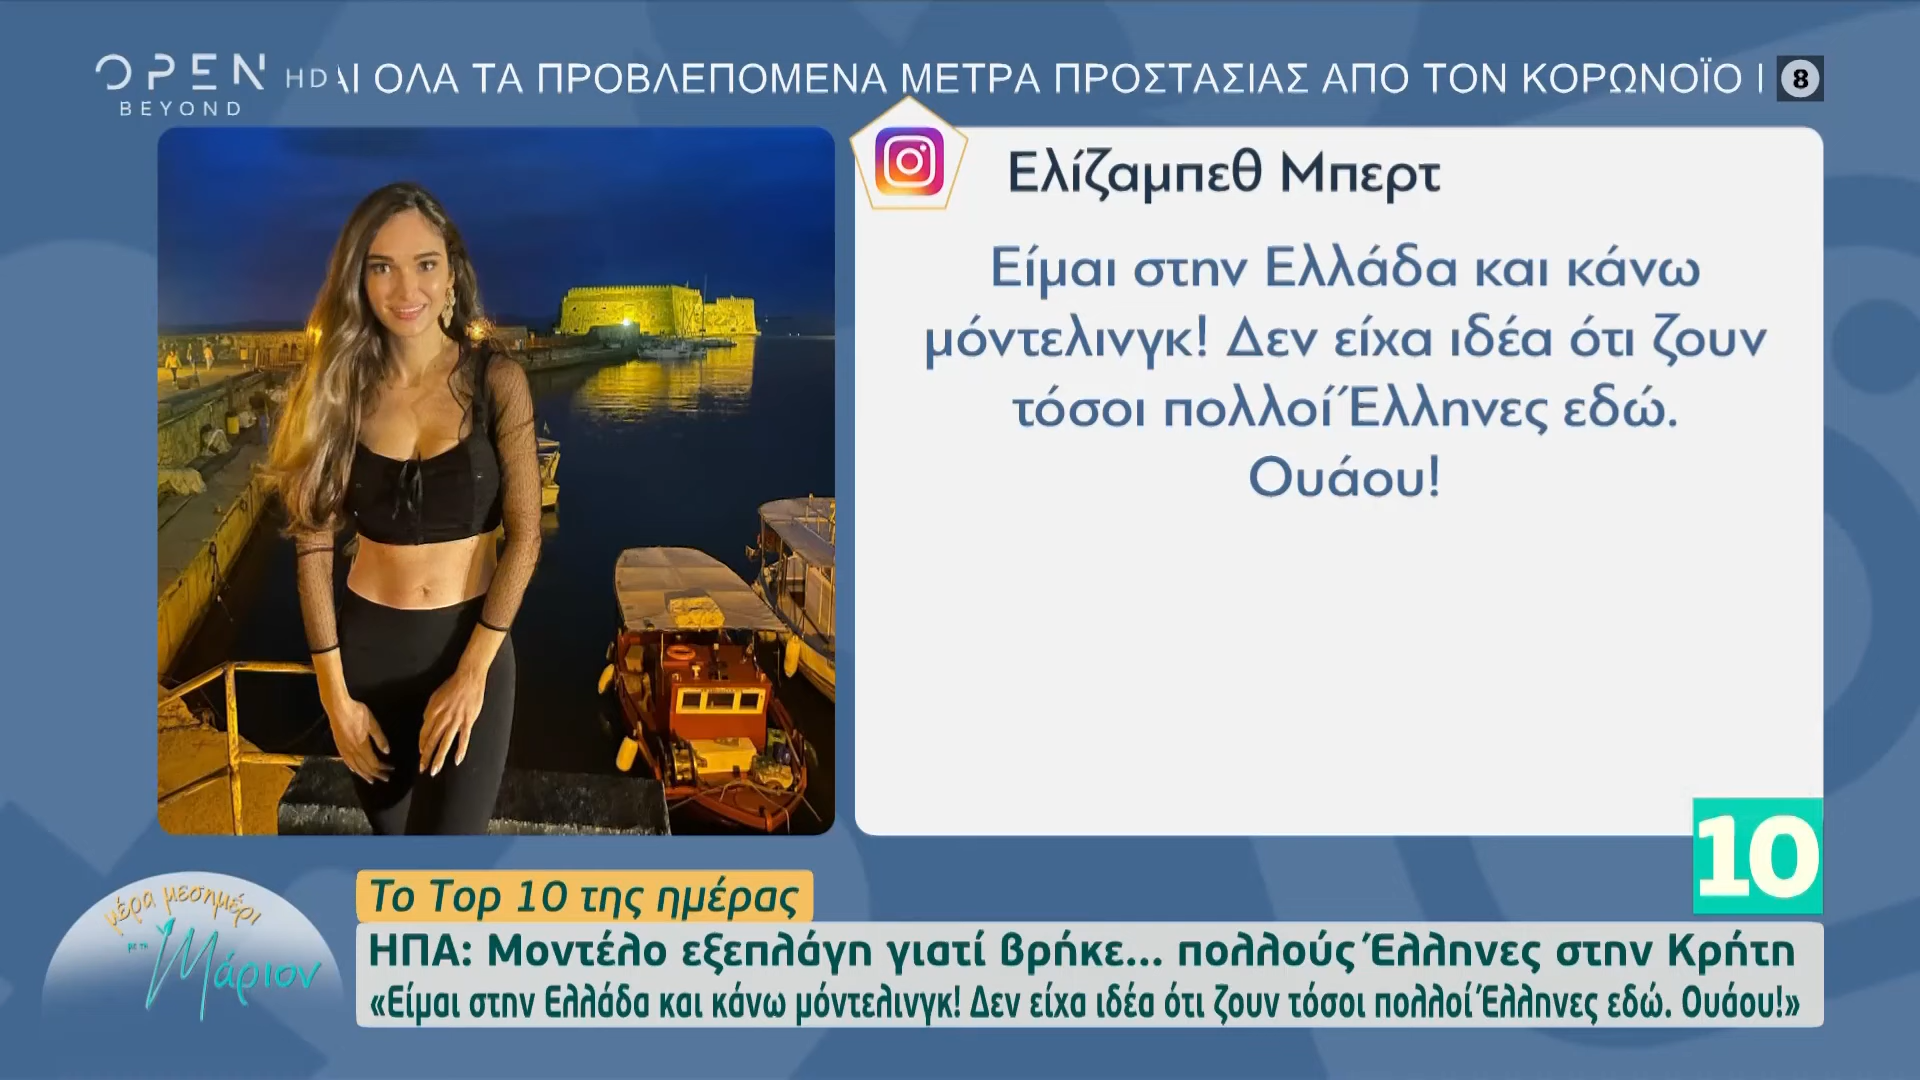 OPEN
BEYOND
HD
ΑΙ ΟΛΑ ΤΑ ΠΡΟΒΛΕΠΟΜΕΝΑ ΜΕΤΡΑ ΠΡΟΣΤΑΣΙΑΣ ΑΠΟ ΤΟΝ ΚΟΡΩΝΟΪΟ
8
Ελίζαμπεθ Μπερτ
Είμαι στην Ελλάδα και κάνω
μόντελινγκ! Δεν είχα ιδέα ότι ζουν
τόσοι πολλοί Έλληνες εδώ.
Ουάου!
10
μέρα μεσημέρι
με τη
Μάριον
Το Top 10 της ημέρας
ΗΠΑ: Μοντέλο εξεπλάγη γιατί βρήκε... πολλούς Έλληνες στην Κρήτη
«Είμαι στην Ελλάδα και κάνω μόντελινγκ! Δεν είχα ιδέα ότι ζουν τόσοι πολλοί Έλληνες εδώ. Ουάου!»